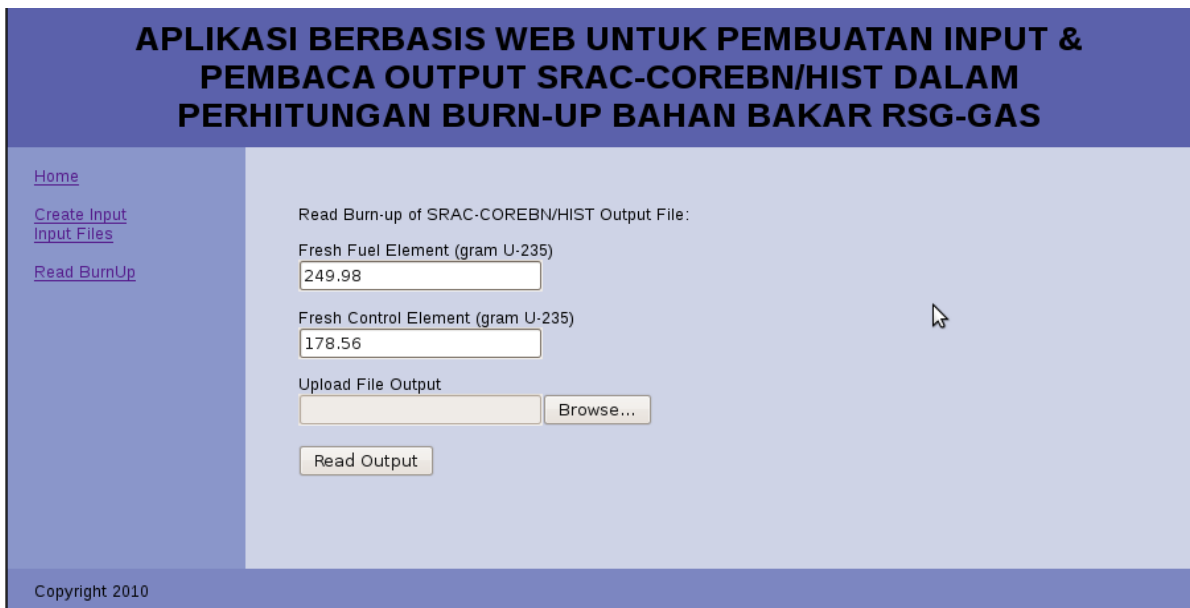 APLIKASI BERBASIS WEB UNTUK PEMBUATAN INPUT &
PEMBACA OUTPUT SRAC-COREBN/HIST DALAM
PERHITUNGAN BURN-UP BAHAN BAKAR RSG-GAS
Home
Create Input
Input Files
Read BurnUp
Read Burn-up of SRAC-COREBN/HIST Output File:
Fresh Fuel Element (gram U-235)
249.98
Fresh Control Element (gram U-235)
178.56
Upload File Output
Browse...
Read Output
Copyright 2010